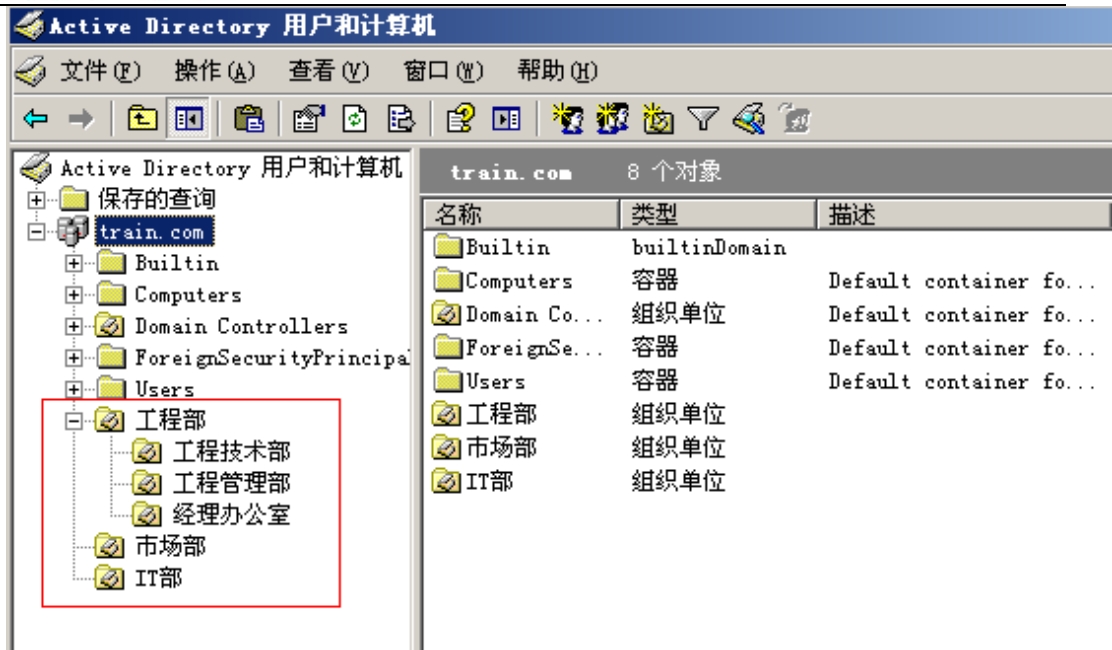 Active Directory 用户和计算机
文件(F) 操作(A) 查看(V) 窗口(W) 帮助(H)
Active Directory 用户和计算机
保存的查询
train.com
Builtin
Computers
Domain Controllers
ForeignSecurityPrincipal
Users
工程部
工程技术部
工程管理部
经理办公室
市场部
IT部
train.com 8 个对象
名称 类型 描述
Builtin builtinDomain
Computers 容器 Default container fo...
Domain Co... 组织单位 Default container fo...
ForeignSe... 容器 Default container fo...
Users 容器 Default container fo...
工程部 组织单位
市场部 组织单位
IT部 组织单位